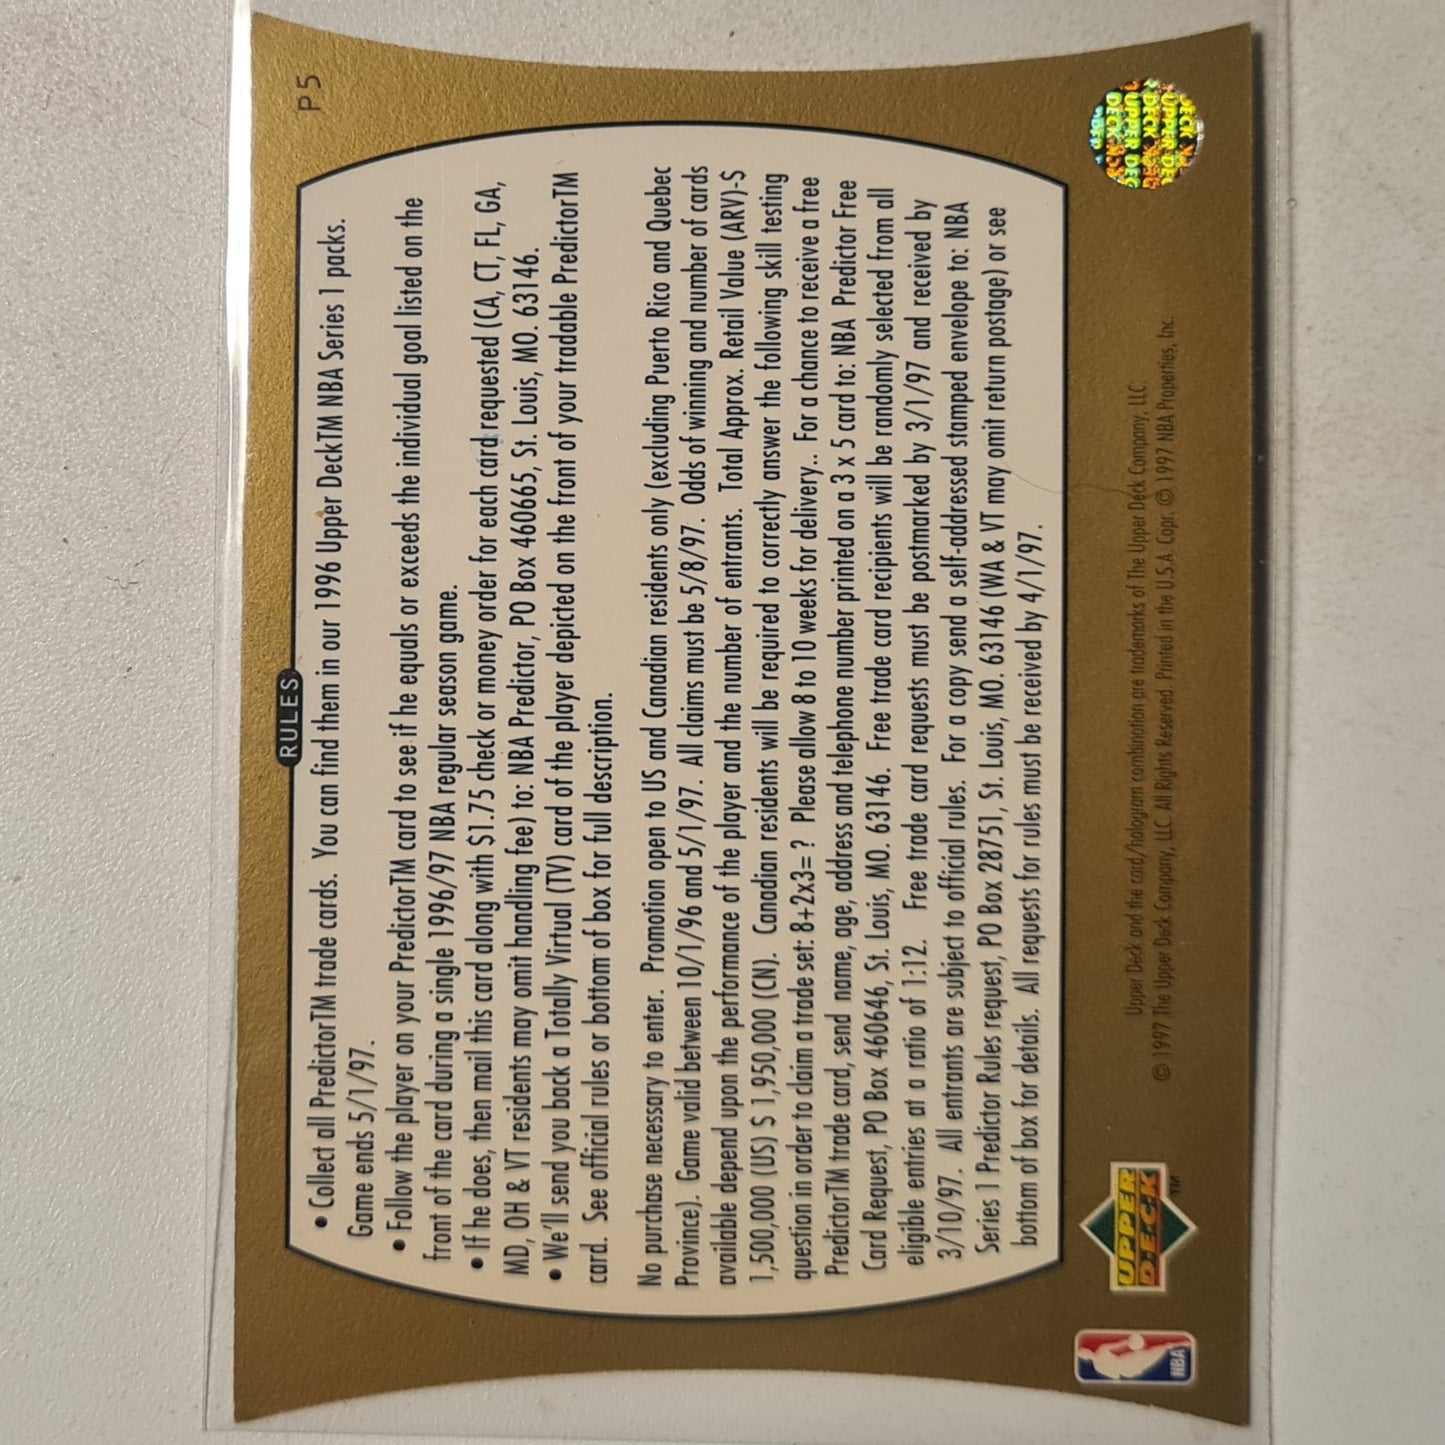 P5
RULES
• Collect all PredictorTM trade cards. You can find them in our 1996 Upper DeckTM NBA Series 1 packs.
Game ends 5/1/97.
• Follow the player on your PredictorTM card to see if he equals or exceeds the individual goal listed on the
front of the card during a single 1996/97 NBA regular season game.
• If he does, then mail this card along with $1.75 check or money order for each card requested (CA, CT, FL, GA,
MD, OH & VT residents may omit handling fee) to: NBA Predictor, PO Box 460665, St. Louis, MO. 63146.
• We'll send you back a Totally Virtual (TV) card of the player depicted on the front of your tradable PredictorTM
card. See official rules or bottom of box for full description.
No purchase necessary to enter. Promotion open to US and Canadian residents only (excluding Puerto Rico and Quebec
Province). Game valid between 10/1/96 and 5/1/97. All claims must be 5/8/97. Odds of winning and number of cards
available depend upon the performance of the player and the number of entrants. Total Approx. Retail Value (ARV)-$
1,500,000 (US) $ 1,950,000 (CN). Canadian residents will be required to correctly answer the following skill testing
question in order to claim a trade set: 8+2x3= ? Please allow 8 to 10 weeks for delivery.. For a chance to receive a free
PredictorTM trade card, send name, age, address and telephone number printed on a 3 x 5 card to: NBA Predictor Free
Card Request, PO Box 460646, St. Louis, MO. 63146. Free trade card recipients will be randomly selected from all
eligible entries at a ratio of 1:12. Free trade card requests must be postmarked by 3/1/97 and received by
3/10/97. All entrants are subject to official rules. For a copy send a self-addressed stamped envelope to: NBA
Series 1 Predictor Rules request, PO Box 28751, St. Louis, MO. 63146 (WA & VT may omit return postage) or see
bottom of box for details. All requests for rules must be received by 4/1/97.
Upper Deck and the card/hologram combination are trademarks of The Upper Deck Company, LLC.
© 1997 The Upper Deck Company, LLC. All Rights Reserved. Printed in the U.S.A. Copr. © 1997 NBA Properties, Inc.
NBA
UPPER
DECK
TM
UPPER DECK